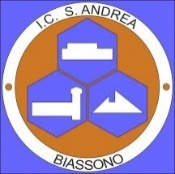 I.C. S. ANDREA
BIASSONO